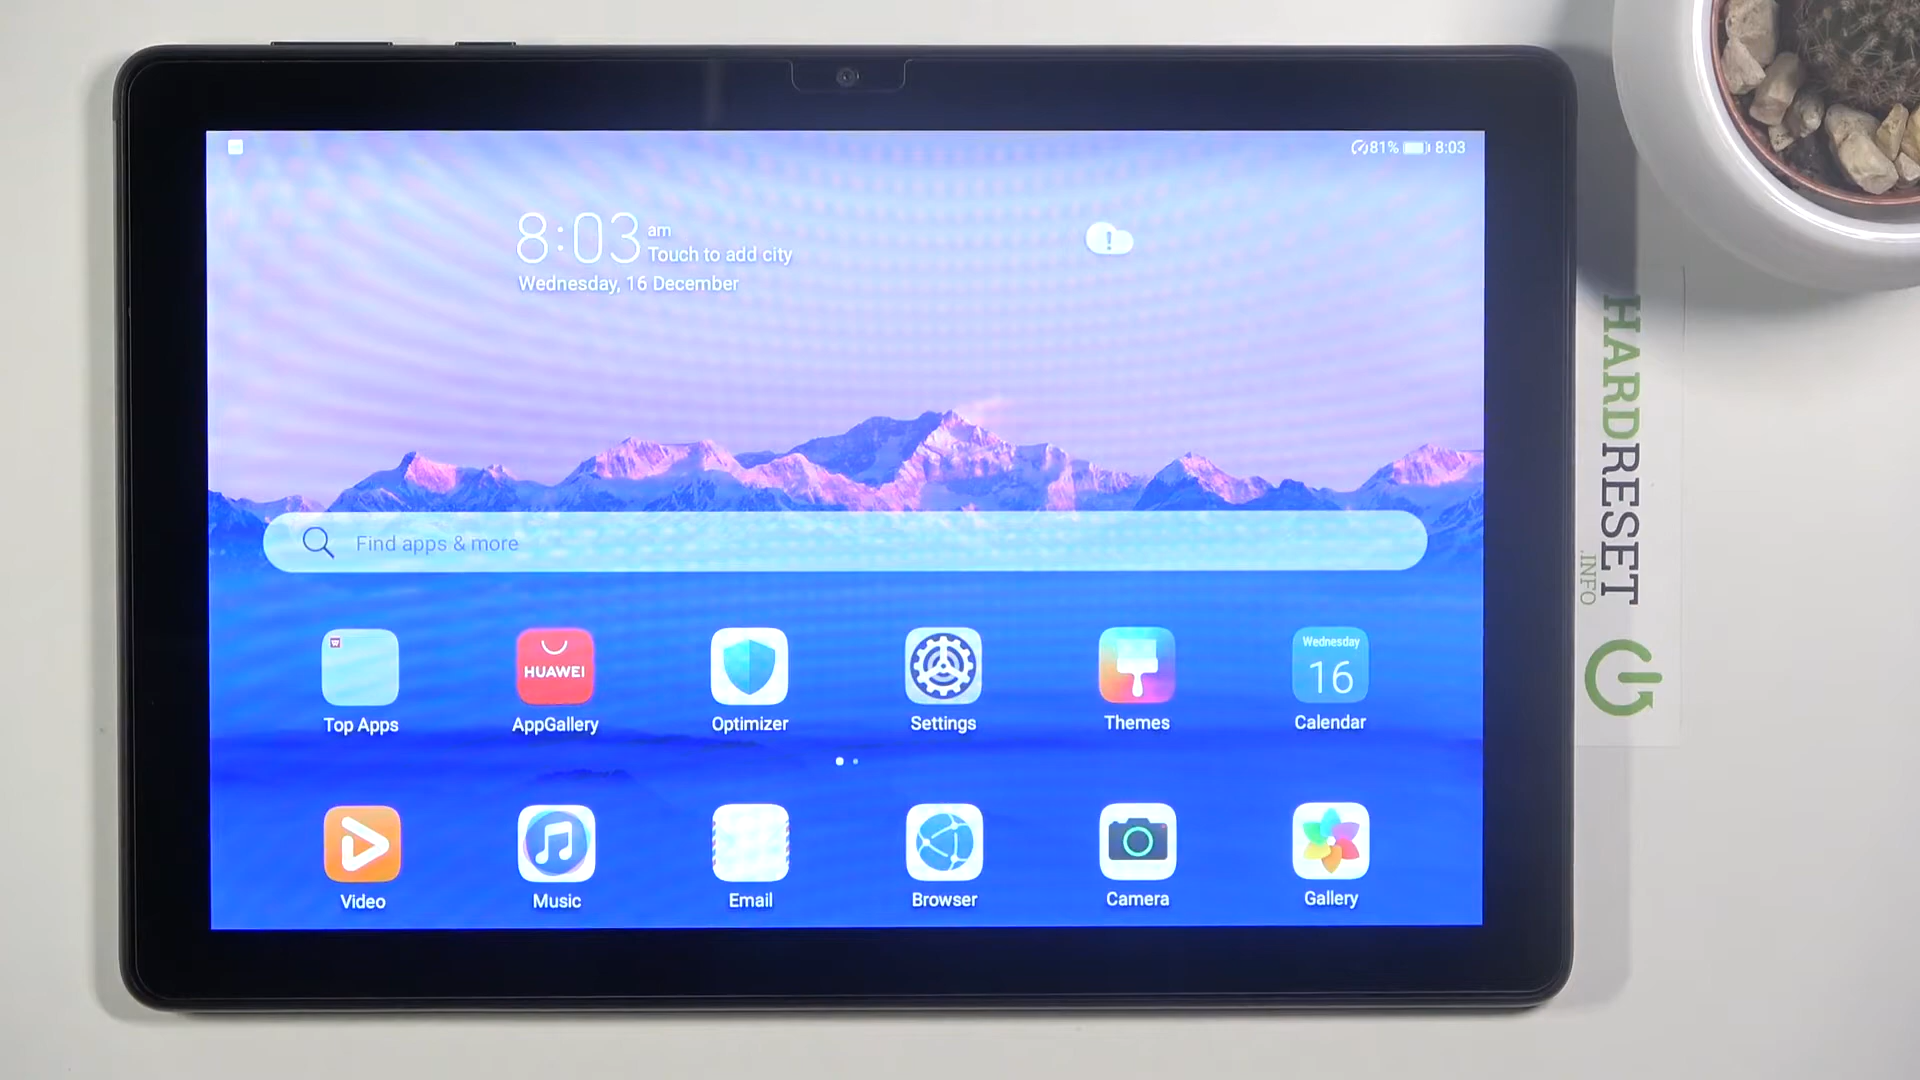 81% 8:03
8:03 am
Touch to add city
Wednesday, 16 December
Find apps & more
HUAWEI
Wednesday
16
Top Apps
AppGallery
Optimizer
Settings
Themes
Calendar
Video
Music
Email
Browser
Camera
Gallery
HARDRESET
.INFO